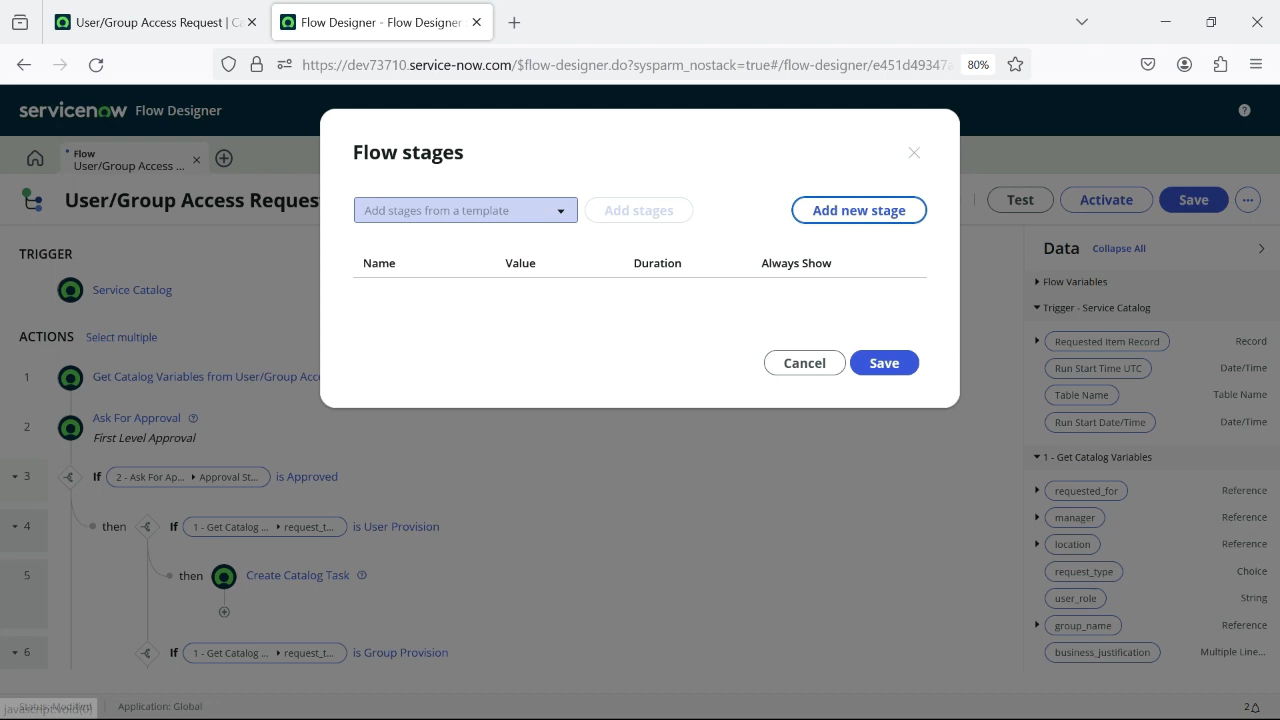 User/Group Access Request | Ca
Flow Designer - Flow Designer
https://dev73710.service-now.com/$flow-designer.do?sysparm_nostack=true#/flow-designer/e451d49347a
80%
servicenow Flow Designer
Flow
User/Group Access ...
User/Group Access Reques
Test
Activate
Save
Flow stages
Add stages from a template
Add stages
Add new stage
Name Value Duration Always Show
Cancel
Save
TRIGGER
Service Catalog
ACTIONS Select multiple
1 Get Catalog Variables from User/Group Acce
2 Ask For Approval
First Level Approval
3 If 2 - Ask For Ap... Approval St... is Approved
4 then If 1 - Get Catalog ... request_t... is User Provision
5 then Create Catalog Task
6 If 1 - Get Catalog ... request_t... is Group Provision
Data Collapse All
Flow Variables
Trigger - Service Catalog
Requested Item Record Record
Run Start Time UTC Date/Time
Table Name Table Name
Run Start Date/Time Date/Time
1 - Get Catalog Variables
requested_for Reference
manager Reference
location Reference
request_type Choice
user_role String
group_name Reference
business_justification Multiple Line...
javascript:void(0)
Application: Global
2